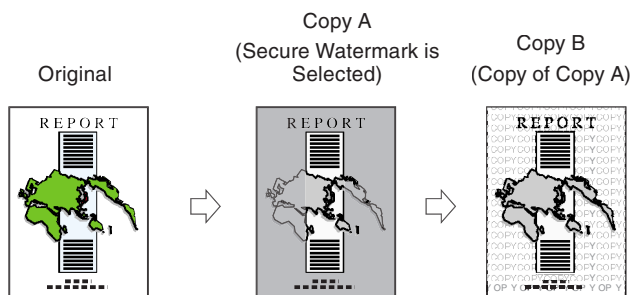 Original
Copy A
(Secure Watermark is
Selected)
Copy B
(Copy of Copy A)
REPORT
REPORT
REPORT